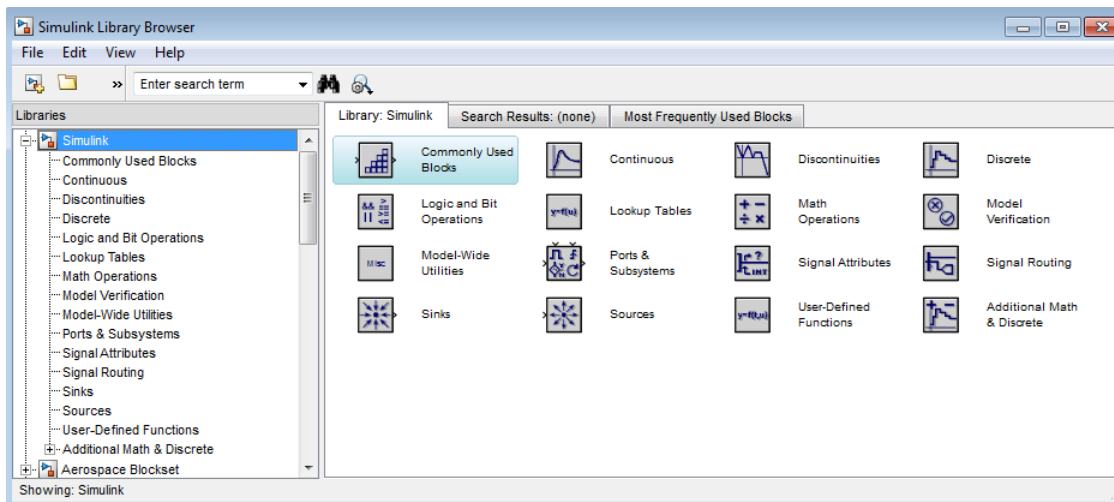 Simulink Library Browser
File Edit View Help
» Enter search term
Libraries
Simulink
Commonly Used Blocks
Continuous
Discontinuities
Discrete
Logic and Bit Operations
Lookup Tables
Math Operations
Model Verification
Model-Wide Utilities
Ports & Subsystems
Signal Attributes
Signal Routing
Sinks
Sources
User-Defined Functions
Additional Math & Discrete
Aerospace Blockset
Library: Simulink Search Results: (none) Most Frequently Used Blocks
Commonly Used
Blocks
Continuous
Discontinuities
Discrete
&& >
|| >=
<=
Logic and Bit
Operations
y=f(u)
Lookup Tables
+ −
÷ ×
Math
Operations
Model
Verification
Misc
Model-Wide
Utilities
Ports &
Subsystems
?
INT
Signal Attributes
Signal Routing
Sinks
Sources
y=f(t,u)
User-Defined
Functions
+ −
Additional Math
& Discrete
Showing: Simulink